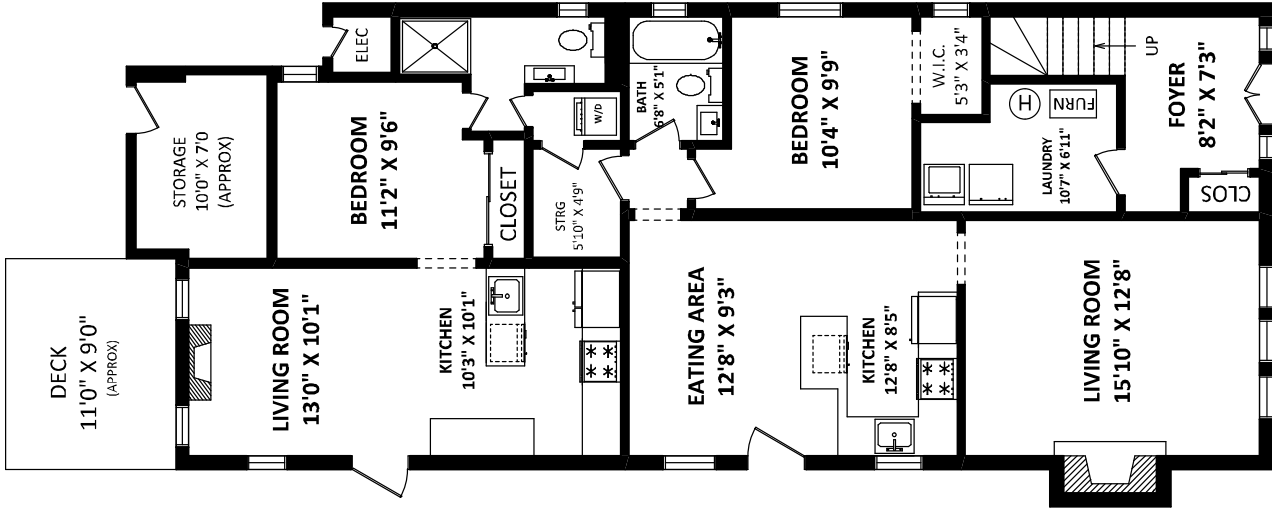 ELEC
STORAGE
10'0" X 7'0
(APPROX)
BEDROOM
11'2" X 9'6"
CLOSET
W/D
STRG
5'10" X 4'9"
BATH
6'8" X 5'1"
BEDROOM
10'4" X 9'9"
W.I.C.
5'3" X 3'4"
UP
H
FURN
LAUNDRY
10'7" X 6'11"
FOYER
8'2" X 7'3"
CLOS
DECK
11'0" X 9'0"
(APPROX)
LIVING ROOM
13'0" X 10'1"
KITCHEN
10'3" X 10'1"
EATING AREA
12'8" X 9'3"
KITCHEN
12'8" X 8'5"
LIVING ROOM
15'10" X 12'8"